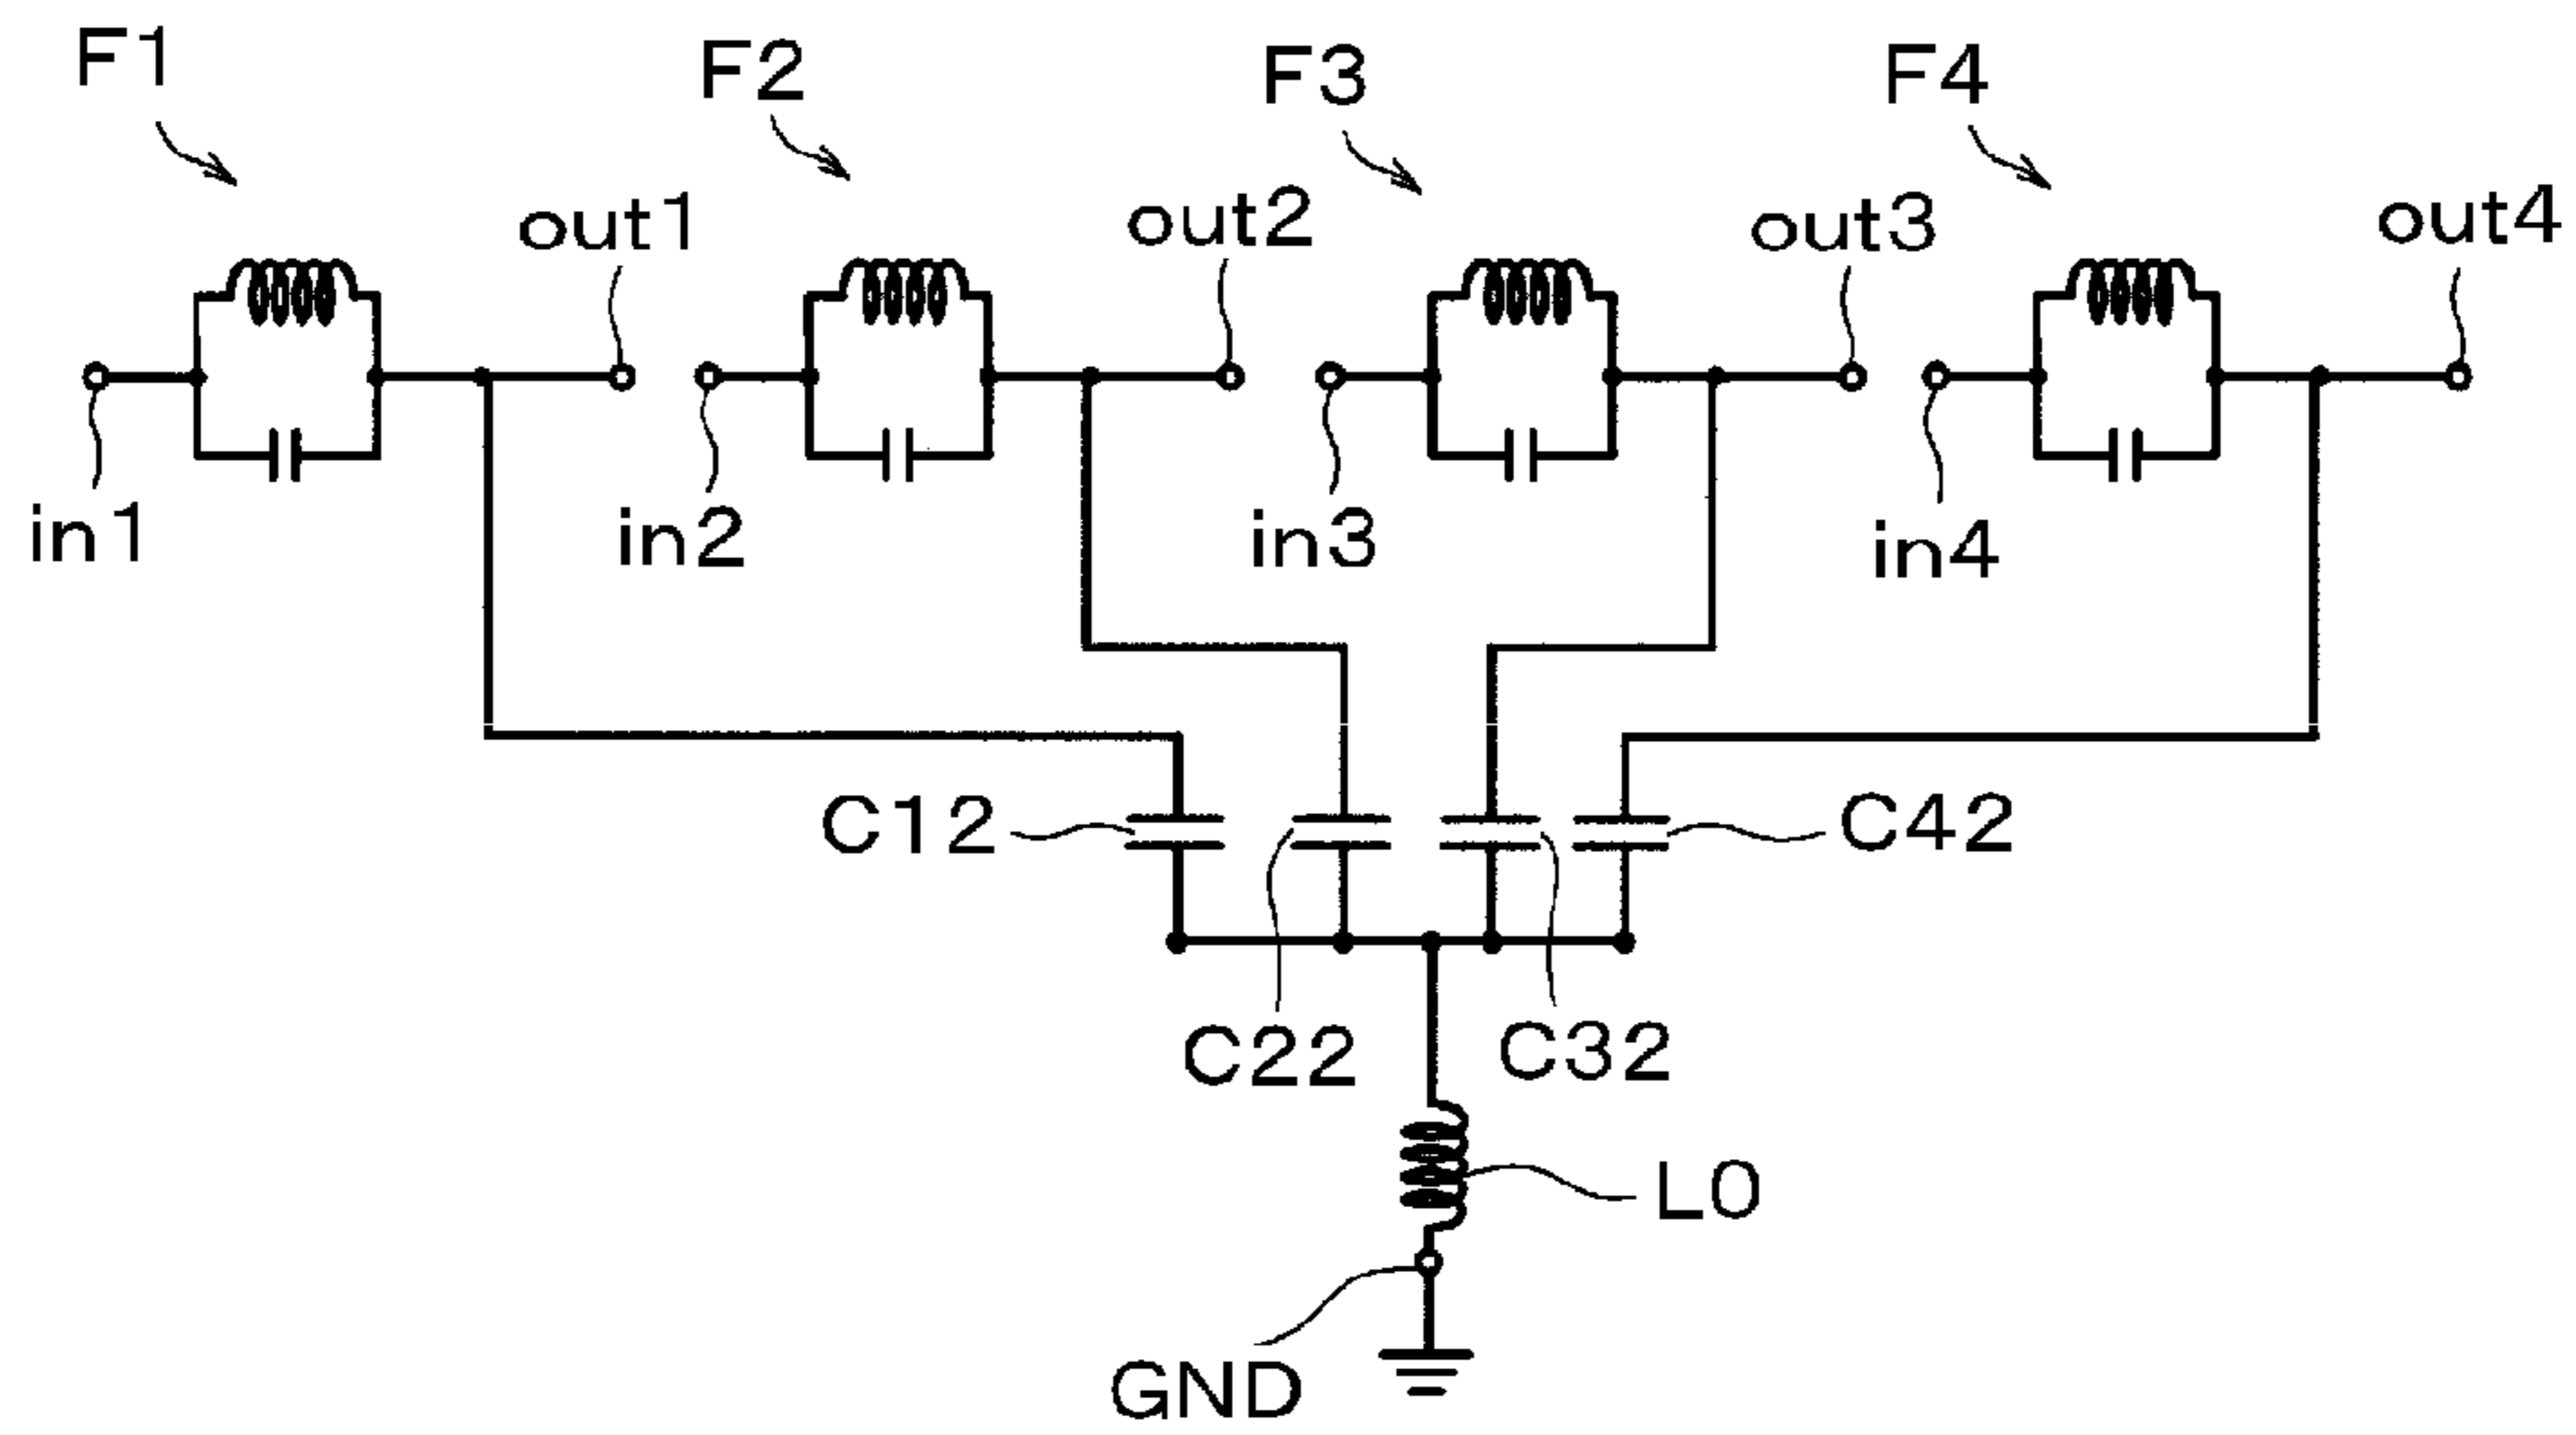 F1
F2
F3
F4
out1
out2
out3
out4
in1
in2
in3
in4
C12
C42
C22
C32
L0
GND